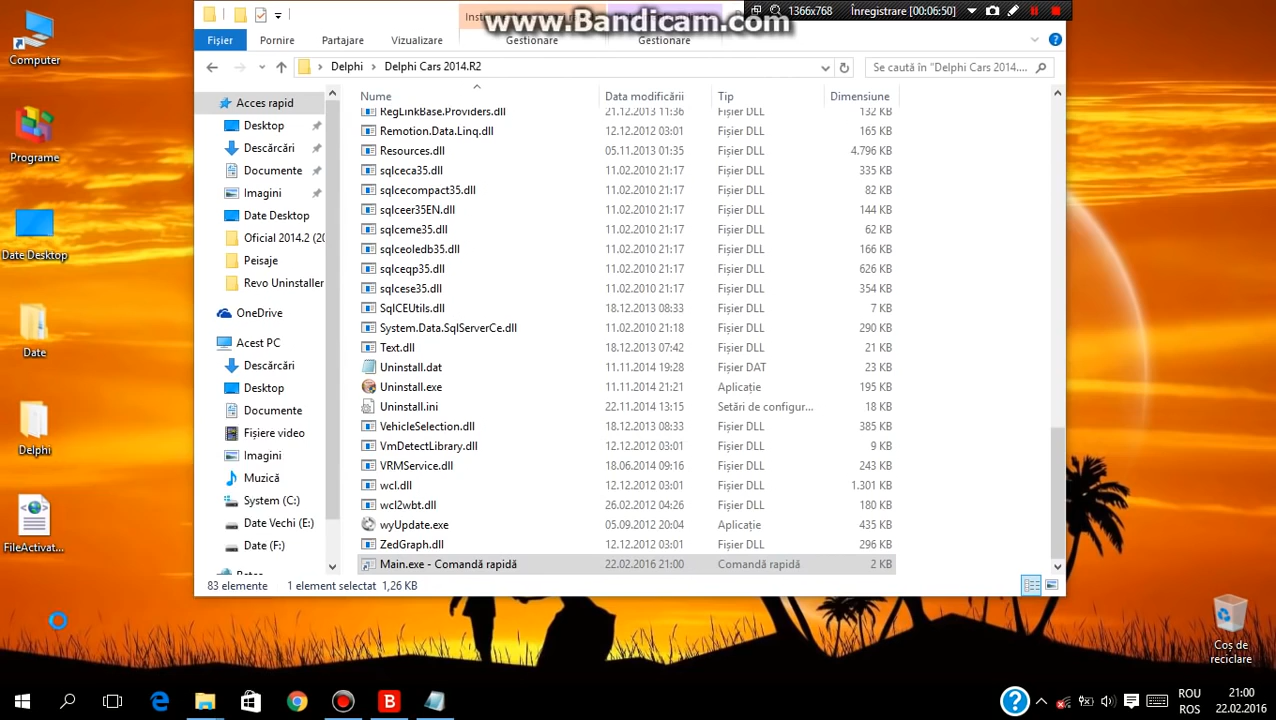 www.Bandicam.com
1366x768
Înregistrare [00:06:50]
Fișier
Pornire
Partajare
Vizualizare
Gestionare
Gestionare
Delphi
Delphi Cars 2014.R2
Se caută în "Delphi Cars 2014....
Nume
Data modificării
Tip
Dimensiune
RegLinkBase.Providers.dll 21.12.2013 11:36 Fișier DLL 132 KB
Remotion.Data.Linq.dll 12.12.2012 03:01 Fișier DLL 165 KB
Resources.dll 05.11.2013 01:35 Fișier DLL 4.796 KB
sqlceca35.dll 11.02.2010 21:17 Fișier DLL 335 KB
sqlcecompact35.dll 11.02.2010 21:17 Fișier DLL 82 KB
sqlceer35EN.dll 11.02.2010 21:17 Fișier DLL 144 KB
sqlceme35.dll 11.02.2010 21:17 Fișier DLL 62 KB
sqlceoledb35.dll 11.02.2010 21:17 Fișier DLL 166 KB
sqlceqp35.dll 11.02.2010 21:17 Fișier DLL 626 KB
sqlcese35.dll 11.02.2010 21:17 Fișier DLL 354 KB
SqlCEUtils.dll 18.12.2013 08:33 Fișier DLL 7 KB
System.Data.SqlServerCe.dll 11.02.2010 21:18 Fișier DLL 290 KB
Text.dll 18.12.2013 07:42 Fișier DLL 21 KB
Uninstall.dat 11.11.2014 19:28 Fișier DAT 23 KB
Uninstall.exe 11.11.2014 21:21 Aplicație 195 KB
Uninstall.ini 22.11.2014 13:15 Setări de configur... 18 KB
VehicleSelection.dll 18.12.2013 08:33 Fișier DLL 385 KB
VmDetectLibrary.dll 12.12.2012 03:01 Fișier DLL 9 KB
VRMService.dll 18.06.2014 09:16 Fișier DLL 243 KB
wcl.dll 12.12.2012 03:01 Fișier DLL 1.301 KB
wcl2wbt.dll 26.02.2012 04:26 Fișier DLL 180 KB
wyUpdate.exe 05.09.2012 20:04 Aplicație 435 KB
ZedGraph.dll 12.12.2012 03:01 Fișier DLL 296 KB
Main.exe - Comandă rapidă 22.02.2016 21:00 Comandă rapidă 2 KB
Acces rapid
Desktop
Descărcări
Documente
Imagini
Date Desktop
Oficial 2014.2 (20
Peisaje
Revo Uninstaller
OneDrive
Acest PC
Descărcări
Desktop
Documente
Fișiere video
Imagini
Muzică
System (C:)
Date Vechi (E:)
Date (F:)
83 elemente
1 element selectat 1,26 KB
Computer
Programe
Date Desktop
Date
Delphi
FileActivat...
Coș de
reciclare
ROU
ROS
21:00
22.02.2016